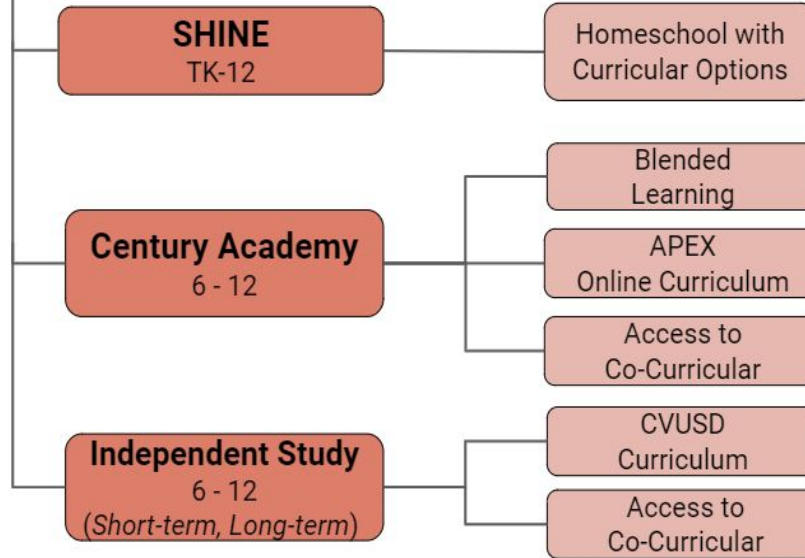 SHINE
TK-12
Homeschool with
Curricular Options
Century Academy
6 - 12
Blended
Learning
APEX
Online Curriculum
Access to
Co-Curricular
Independent Study
6 - 12
(Short-term, Long-term)
CVUSD
Curriculum
Access to
Co-Curricular